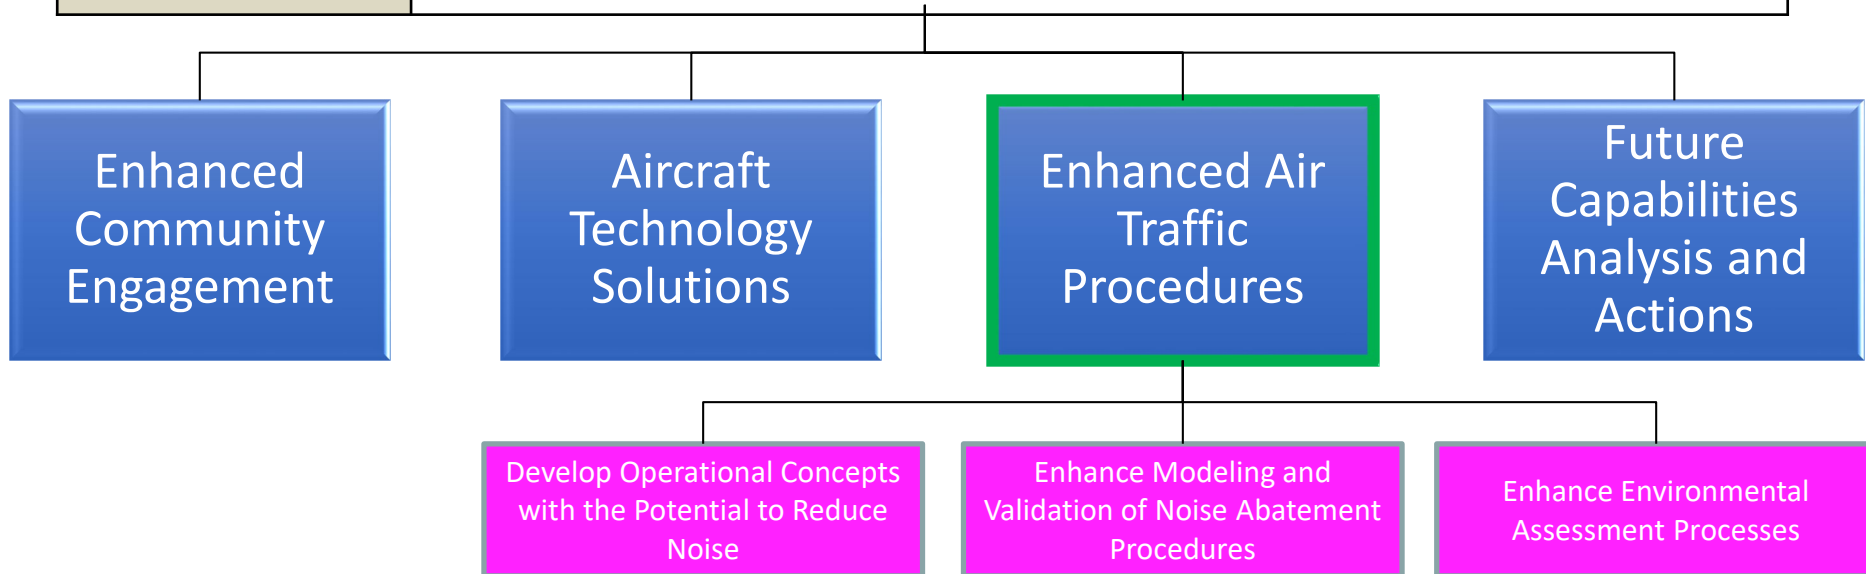 Enhanced
Community
Engagement
Aircraft
Technology
Solutions
Enhanced Air
Traffic
Procedures
Future
Capabilities
Analysis and
Actions
Develop Operational Concepts
with the Potential to Reduce
Noise
Enhance Modeling and
Validation of Noise Abatement
Procedures
Enhance Environmental
Assessment Processes